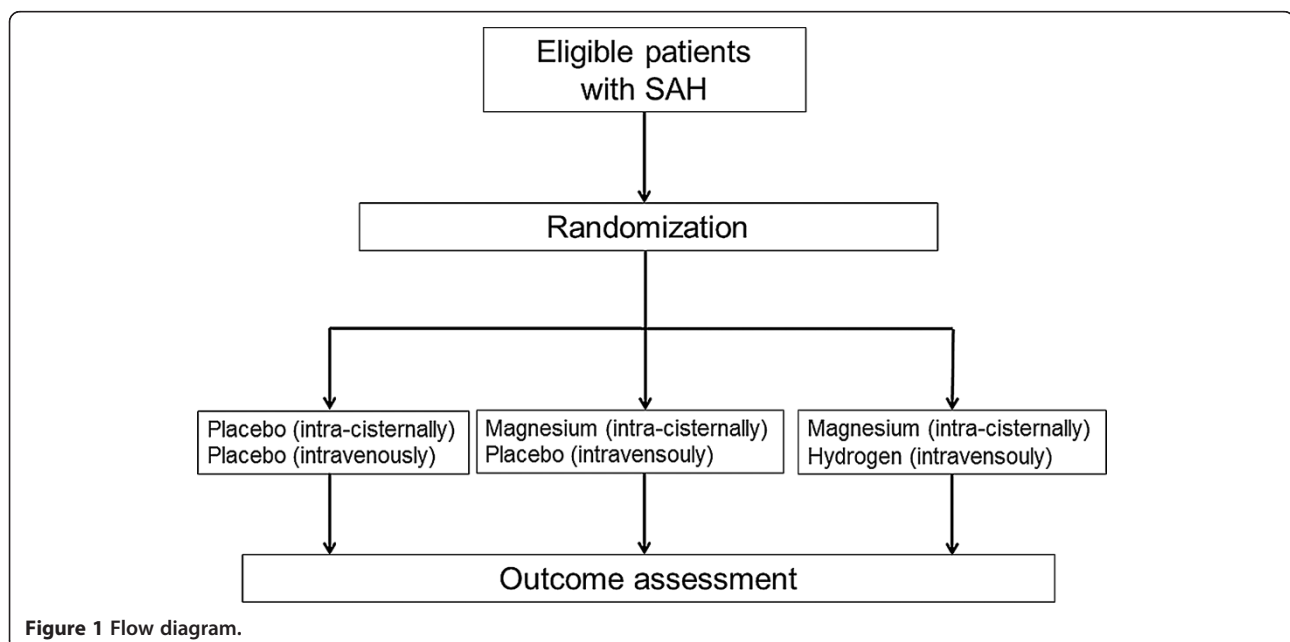 Eligible patients
with SAH
Randomization
Placebo (intra-cisternally)
Placebo (intravenously)
Magnesium (intra-cisternally)
Placebo (intravensouly)
Magnesium (intra-cisternally)
Hydrogen (intravensouly)
Outcome assessment
Figure 1 Flow diagram.